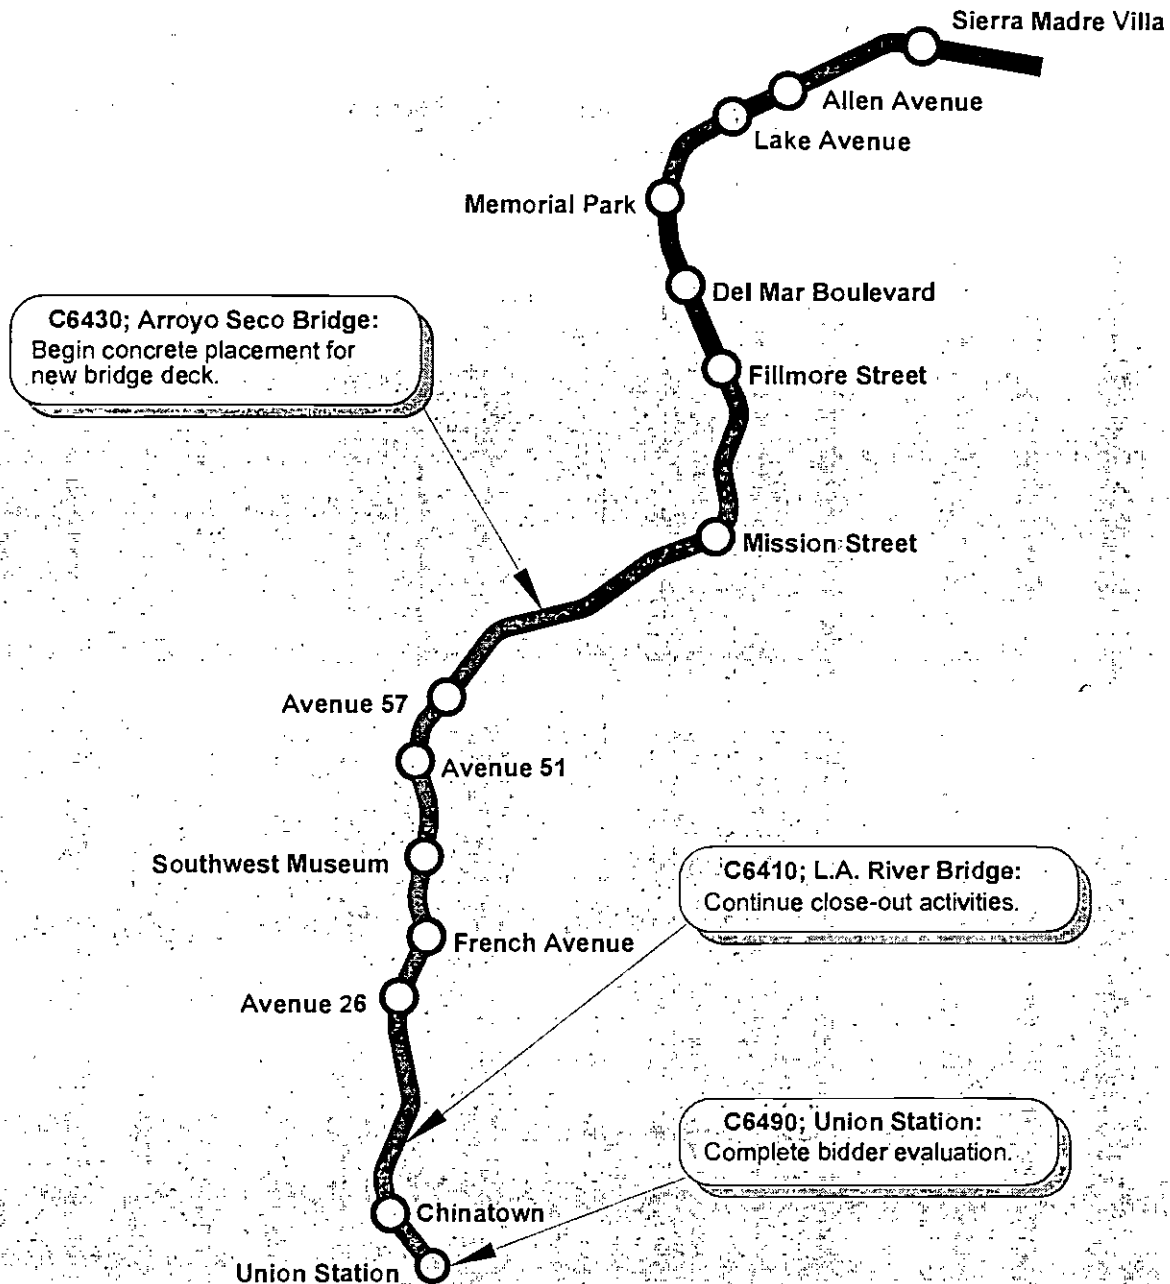 Sierra Madre Villa
Allen Avenue
Lake Avenue
Memorial Park
Del Mar Boulevard
C6430; Arroyo Seco Bridge:
Begin concrete placement for
new bridge deck.
Fillmore Street
Mission Street
Avenue 57
Avenue 51
Southwest Museum
C6410; L.A. River Bridge:
Continue close-out activities.
French Avenue
Avenue 26
C6490; Union Station:
Complete bidder evaluation.
Chinatown
Union Station